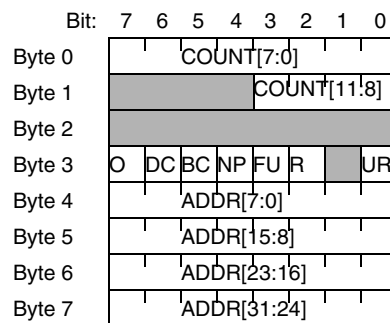 Bit: 7 6 5 4 3 2 1 0
Byte 0 COUNT[7:0]
Byte 1 COUNT[11:8]
Byte 2
Byte 3 O DC BC NP FU R UR
Byte 4 ADDR[7:0]
Byte 5 ADDR[15:8]
Byte 6 ADDR[23:16]
Byte 7 ADDR[31:24]